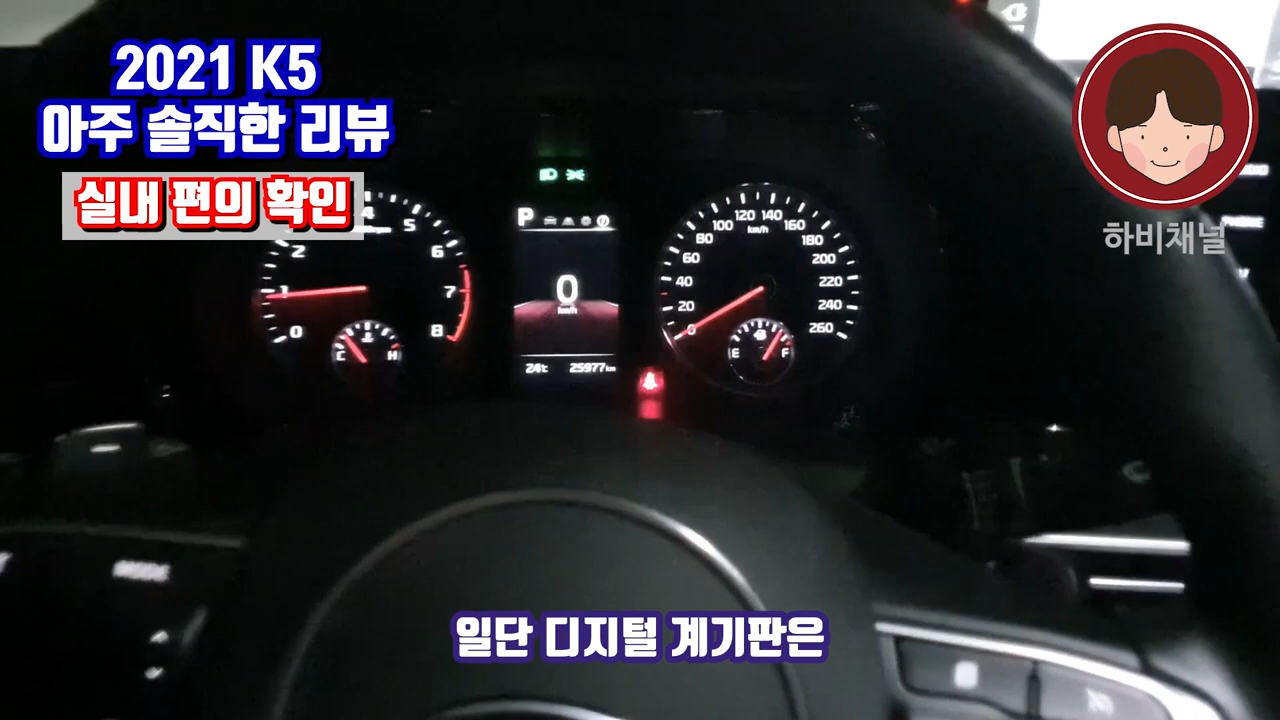 2021 K5
아주 솔직한 리뷰
실내 편의 확인
하비채널
4
5
2
6
1
7
0
8
C
H
P
0
km/h
24℃ 25977km
120 140
100 160
km/h
80 180
60 200
40 220
20 240
0 260
E
F
MODE
일단 디지털 계기판은